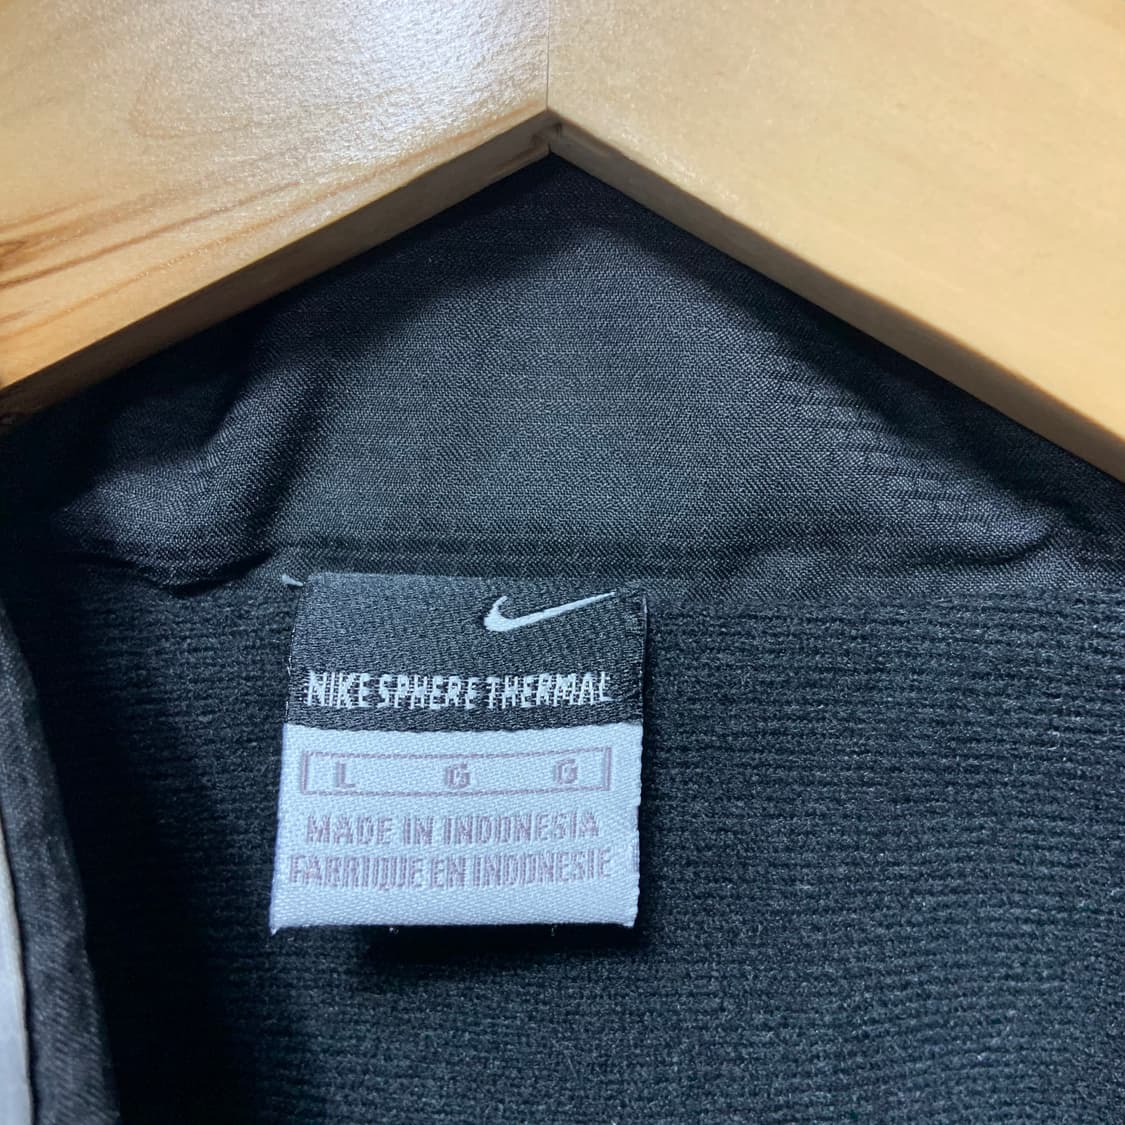 NIKE SPHERE THERMAL
L G G
MADE IN INDONESIA
FABRIQUE EN INDONESIE